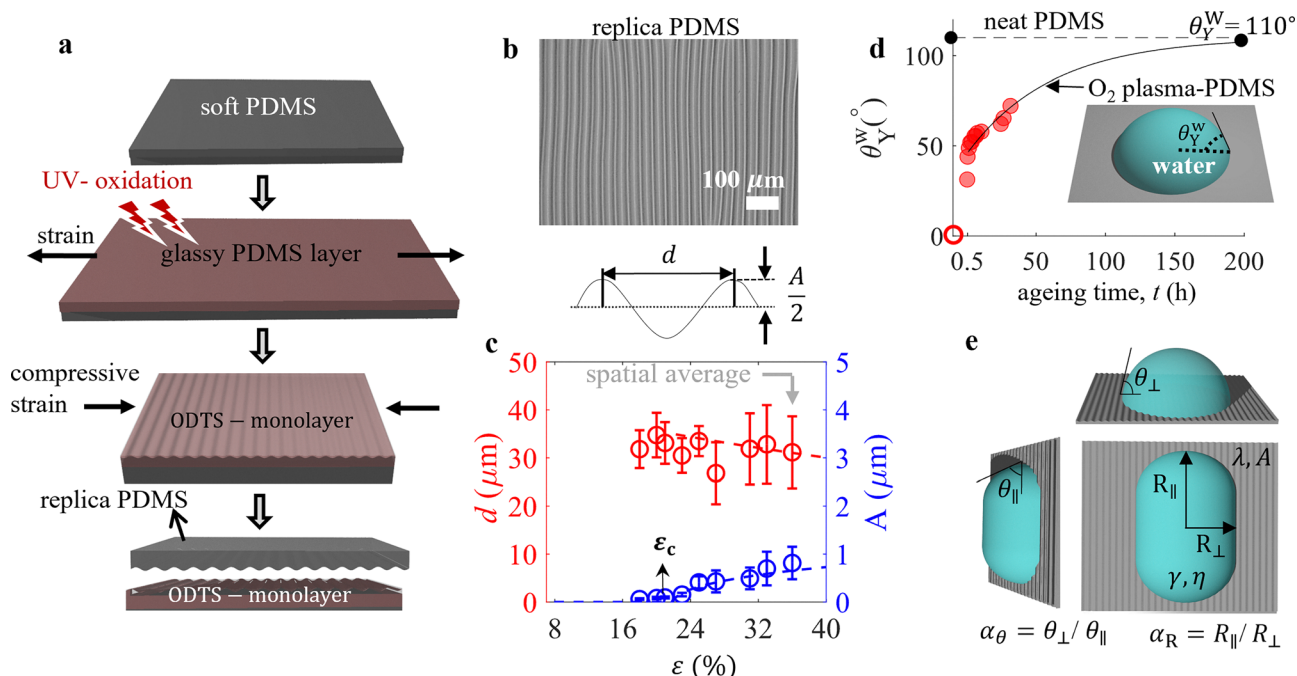 a
soft PDMS
UV- oxidation
strain
glassy PDMS layer
compressive
strain
ODTS – monolayer
replica PDMS
ODTS – monolayer
b
replica PDMS
100 μm
d
A
2
c
50
40
30
20
10
0
d (μm)
spatial average
εc
5
4
3
2
1
0
A (μm)
8
16
24
32
40
ε (%)
d
neat PDMS
θYW = 110°
O2 plasma-PDMS
θYW
water
100
50
0
θYW(°)
0.5
50
100
150
200
ageing time, t (h)
e
θ⊥
θ∥
λ, A
R∥
R⊥
γ, η
αθ = θ⊥/ θ∥
αR = R∥/ R⊥